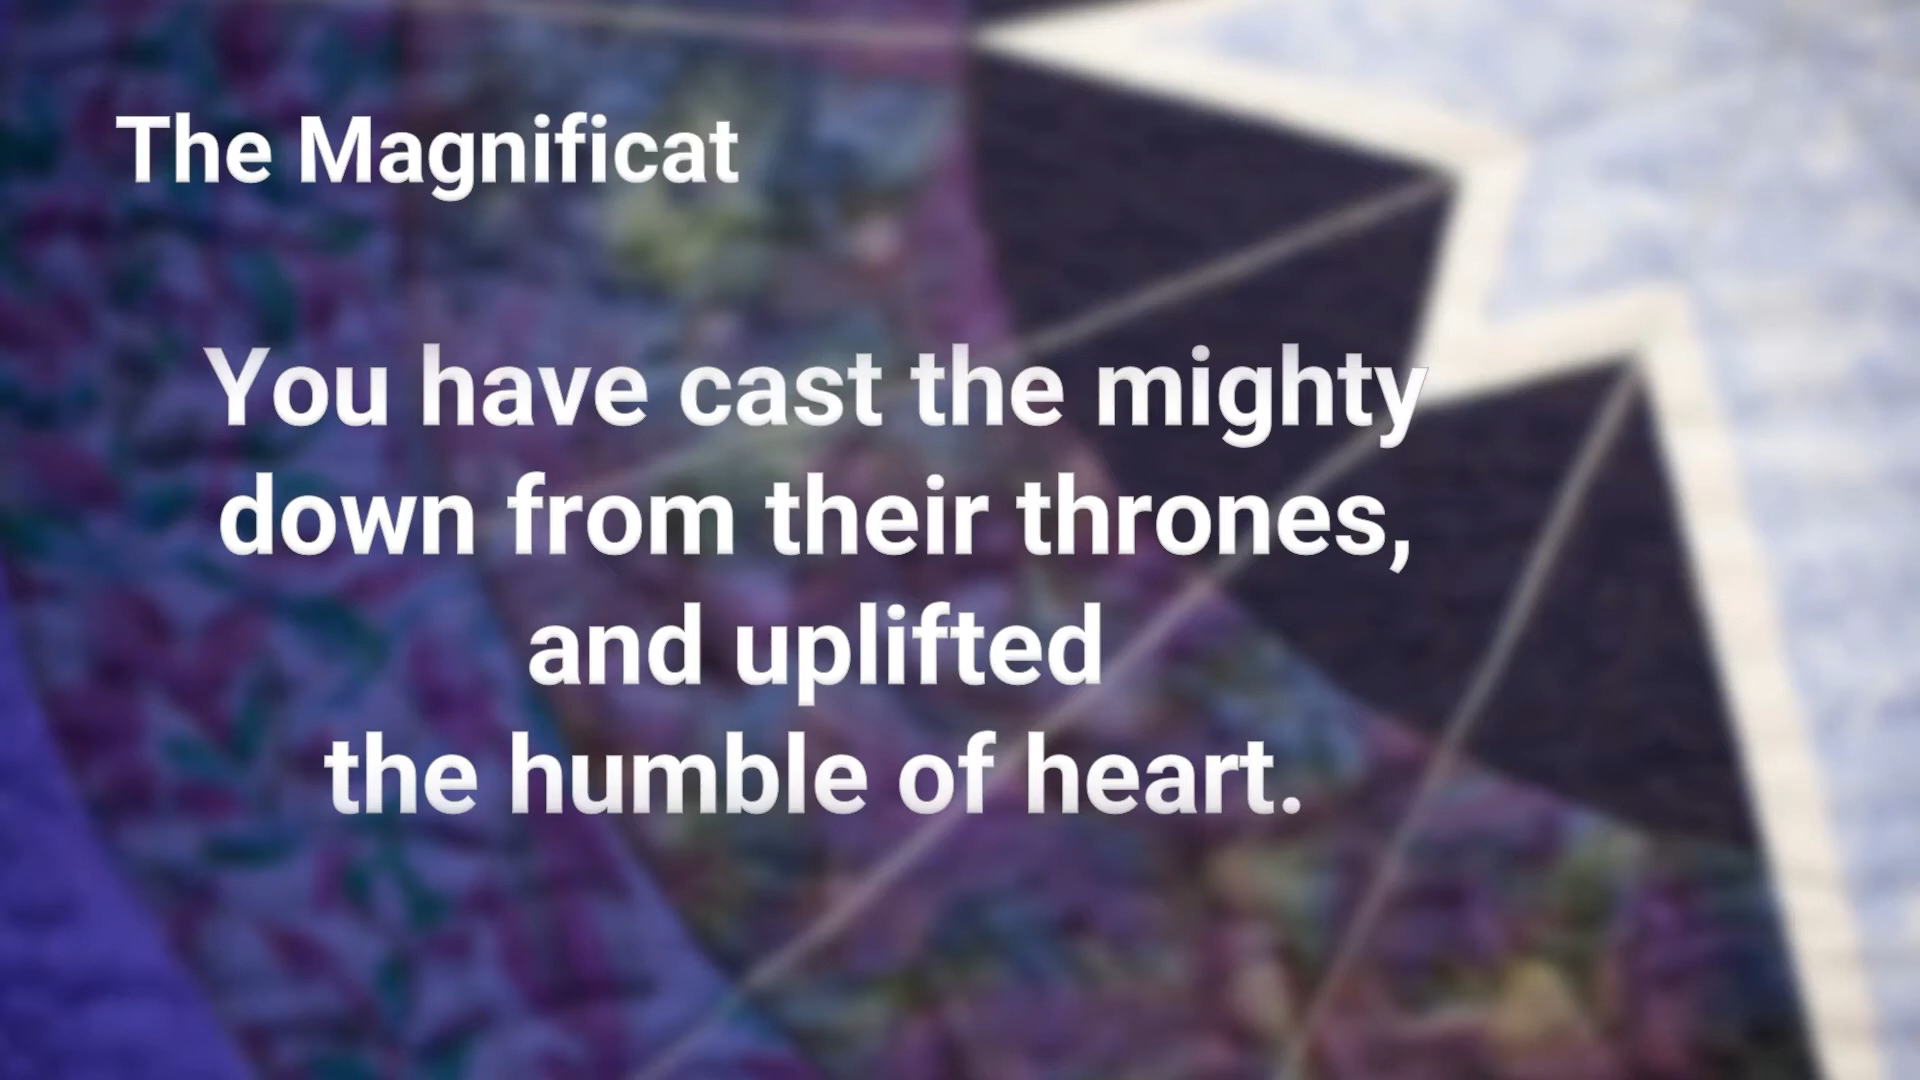 The Magnificat
You have cast the mighty
down from their thrones,
and uplifted
the humble of heart.